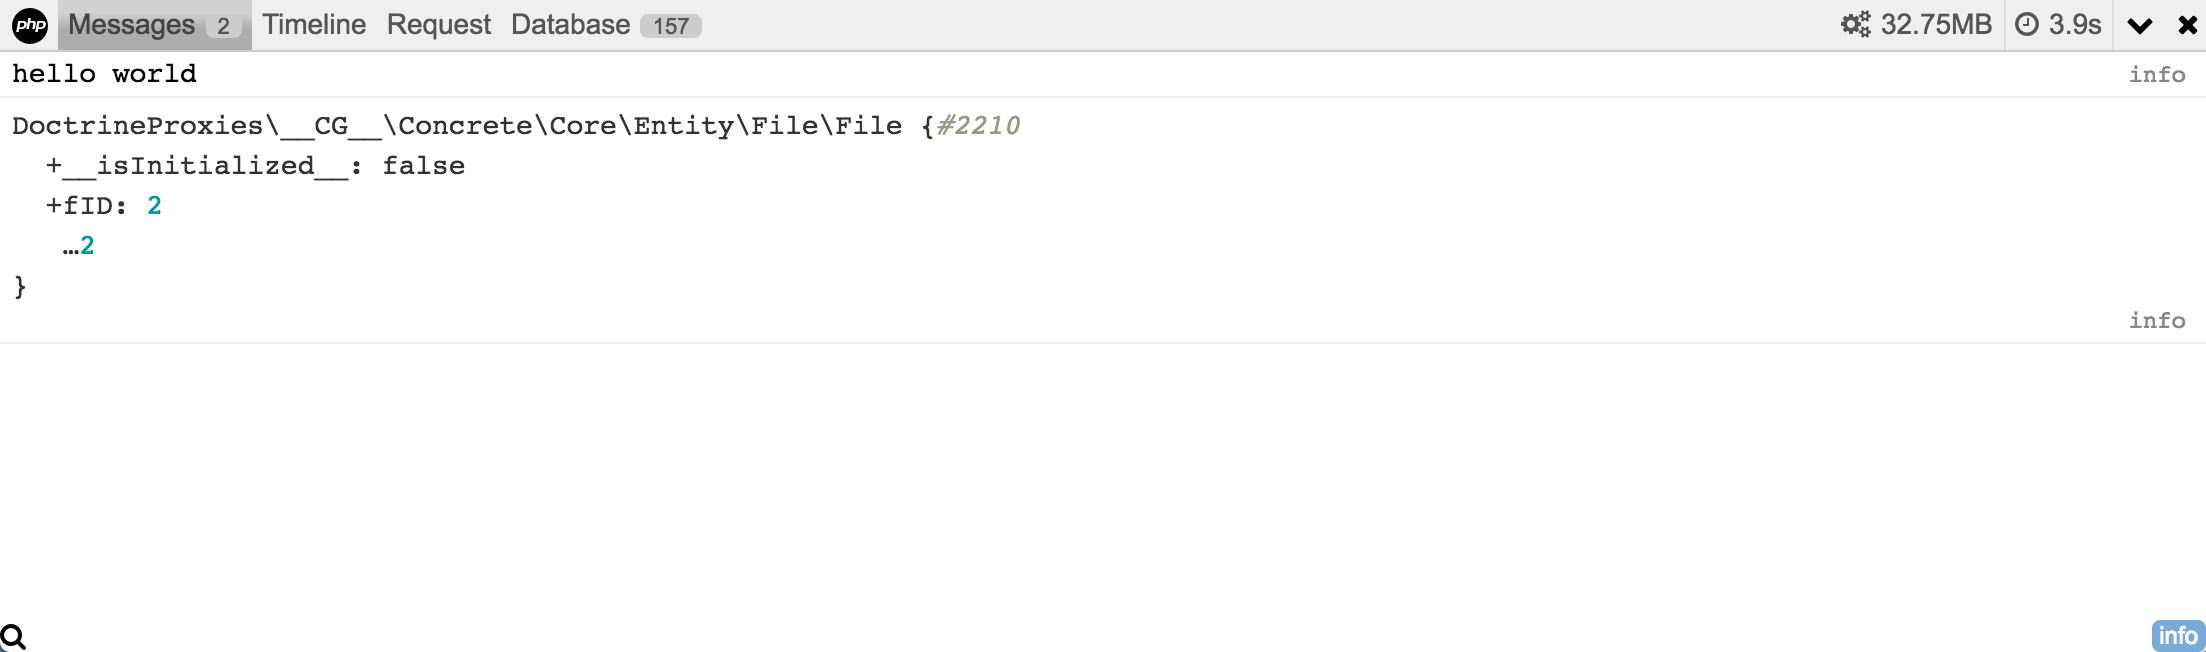 php Messages 2 Timeline Request Database 157 32.75MB 3.9s
hello world info
DoctrineProxies\__CG__\Concrete\Core\Entity\File\File {#2210
+__isInitialized__: false
+fID: 2
…2
}
info
info